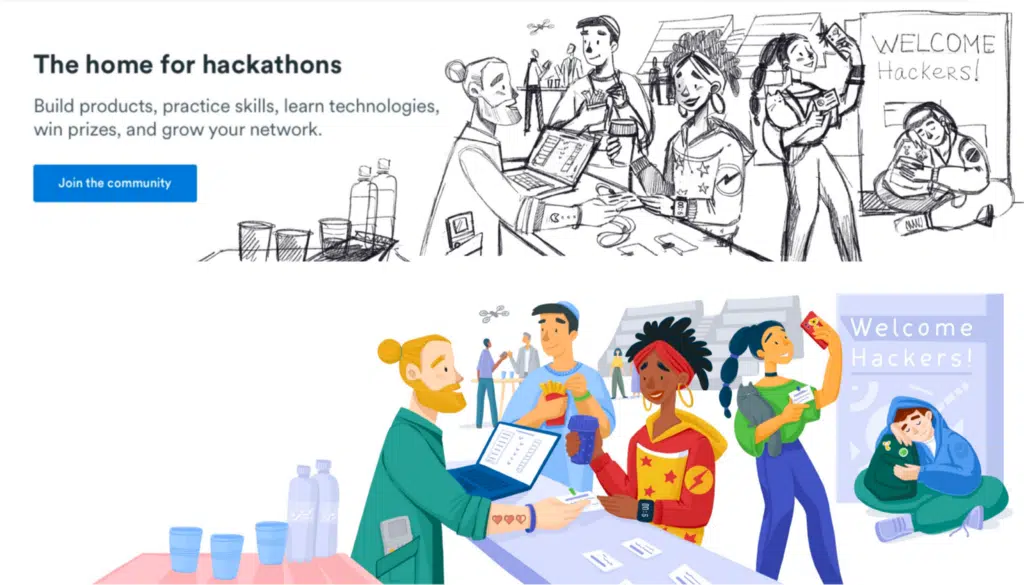 The home for hackathons
Build products, practice skills, learn technologies,
win prizes, and grow your network.
Join the community
WELCOME
Hackers!
Welcome
Hackers!